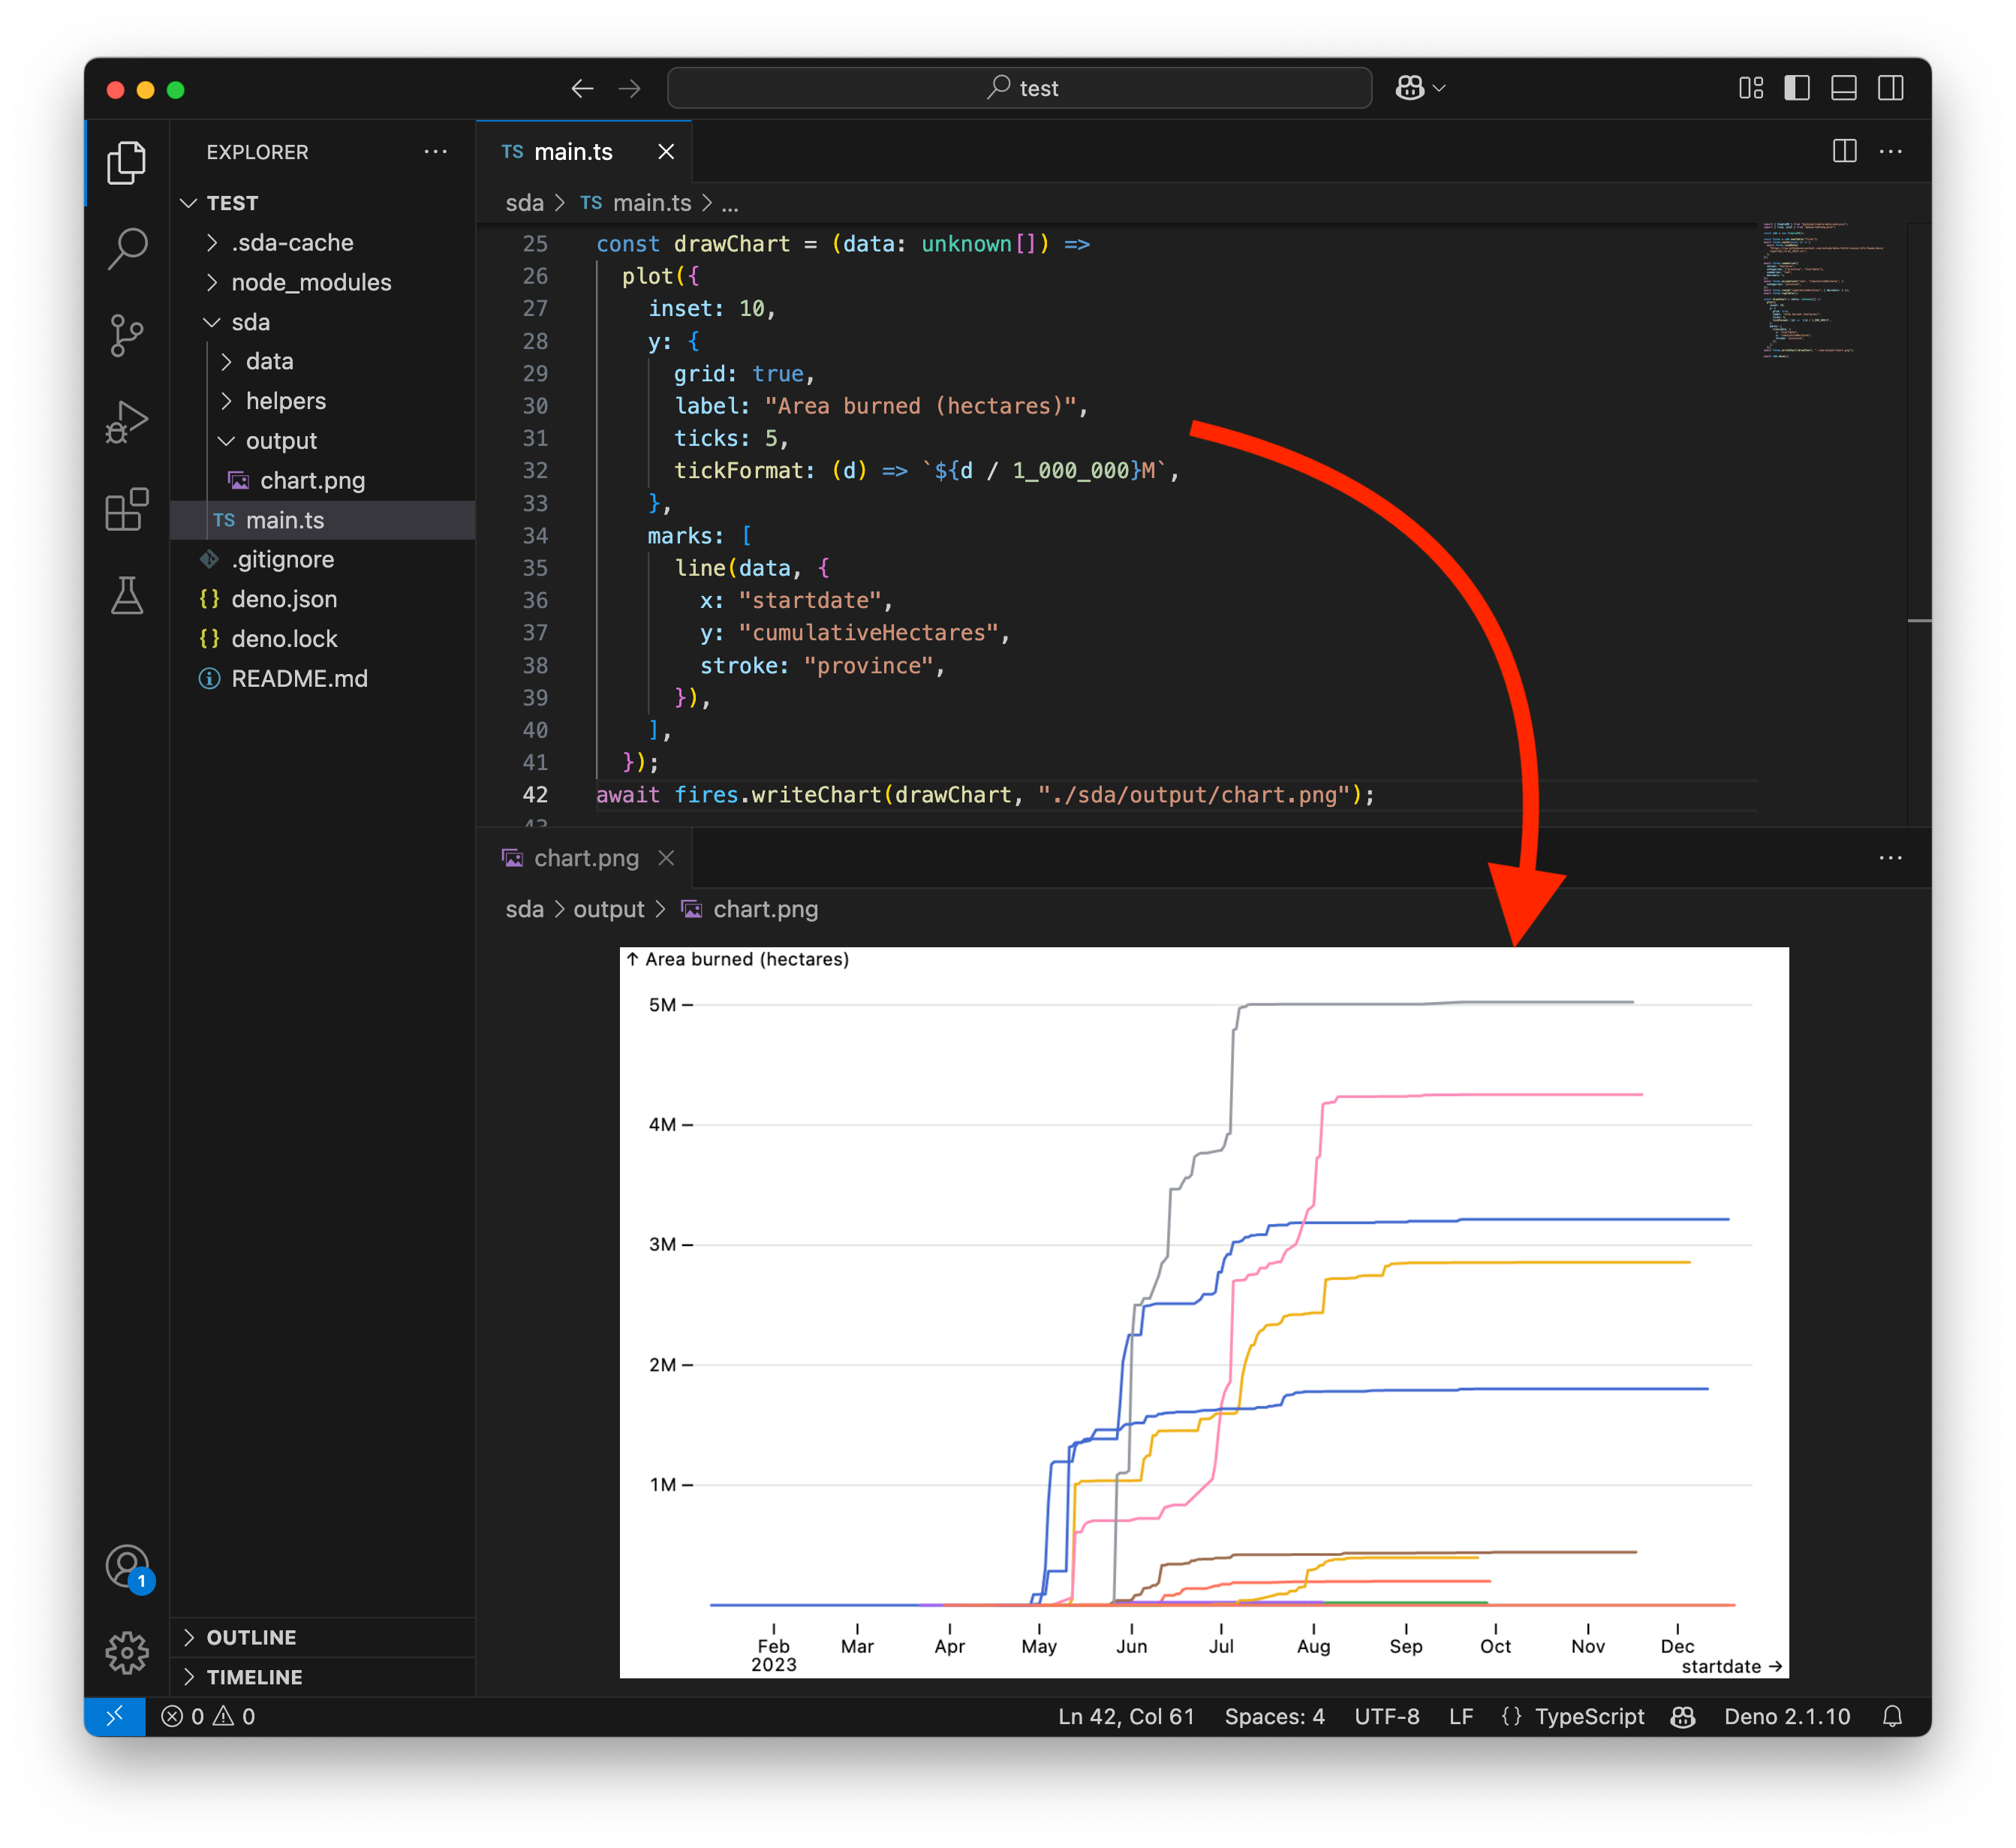 test
EXPLORER
TEST
.sda-cache
node_modules
sda
data
helpers
output
chart.png
TS main.ts
.gitignore
{} deno.json
{} deno.lock
README.md
1
OUTLINE
TIMELINE
TS main.ts
sda > TS main.ts > ...
25 const drawChart = (data: unknown[]) =>
26 plot({
27 inset: 10,
28 y: {
29 grid: true,
30 label: "Area burned (hectares)",
31 ticks: 5,
32 tickFormat: (d) => `${d / 1_000_000}M`,
33 },
34 marks: [
35 line(data, {
36 x: "startdate",
37 y: "cumulativeHectares",
38 stroke: "province",
39 }),
40 ],
41 });
42 await fires.writeChart(drawChart, "./sda/output/chart.png");
43
chart.png
sda > output > chart.png
↑ Area burned (hectares)
5M
4M
3M
2M
1M
Feb Mar Apr May Jun Jul Aug Sep Oct Nov Dec
2023
startdate →
0 0
Ln 42, Col 61 Spaces: 4 UTF-8 LF {} TypeScript Deno 2.1.10